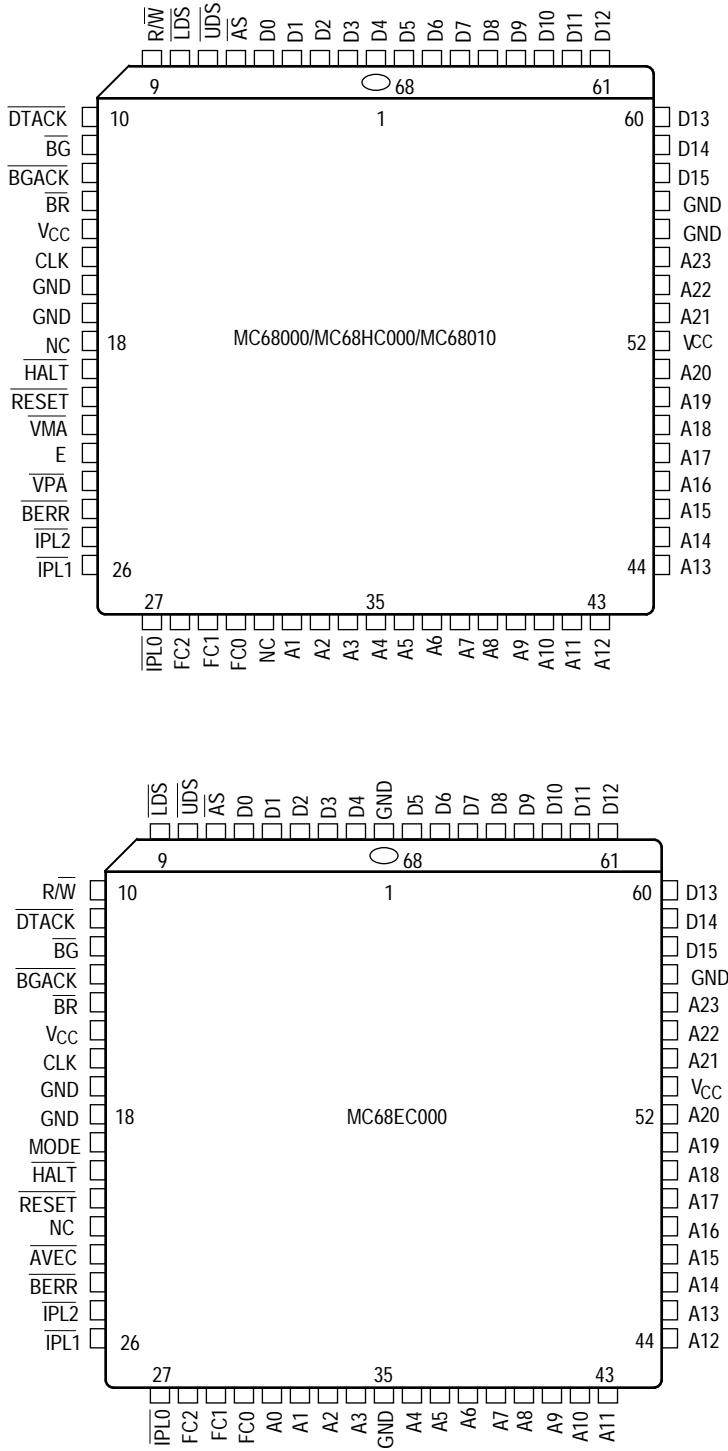 R/W LDS UDS AS D0 D1 D2 D3 D4 D5 D6 D7 D8 D9 D10 D11 D12
9 68 61
DTACK 10 1 60 D13
BG D14
BGACK D15
BR GND
VCC GND
CLK A23
GND A22
GND A21
NC 18 MC68000/MC68HC000/MC68010 52 VCC
HALT A20
RESET A19
VMA A18
E A17
VPA A16
BERR A15
IPL2 A14
IPL1 26 44 A13
27 35 43
IPL0 FC2 FC1 FC0 NC A1 A2 A3 A4 A5 A6 A7 A8 A9 A10 A11 A12
LDS UDS AS D0 D1 D2 D3 D4 GND D5 D6 D7 D8 D9 D10 D11 D12
9 68 61
R/W 10 1 60 D13
DTACK D14
BG D15
BGACK GND
BR A23
VCC A22
CLK A21
GND VCC
GND 18 MC68EC000 52 A20
MODE A19
HALT A18
RESET A17
NC A16
AVEC A15
BERR A14
IPL2 A13
IPL1 26 44 A12
27 35 43
IPL0 FC2 FC1 FC0 A0 A1 A2 A3 GND A4 A5 A6 A7 A8 A9 A10 A11